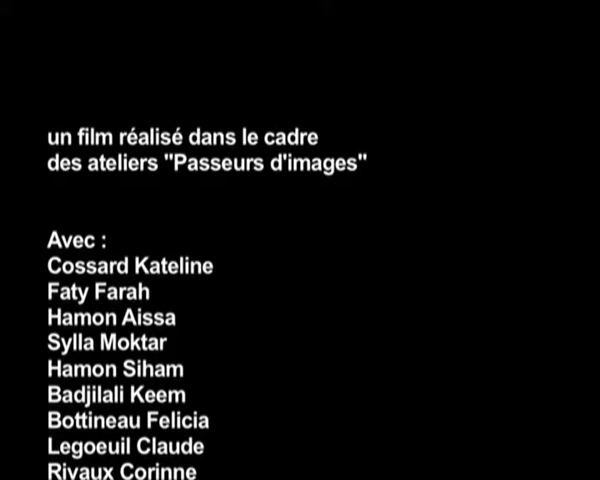 un film réalisé dans le cadre
des ateliers "Passeurs d'images"
Avec :
Cossard Kateline
Faty Farah
Hamon Aissa
Sylla Moktar
Hamon Siham
Badjilali Keem
Bottineau Felicia
Legoeuil Claude
Rivaux Corinne